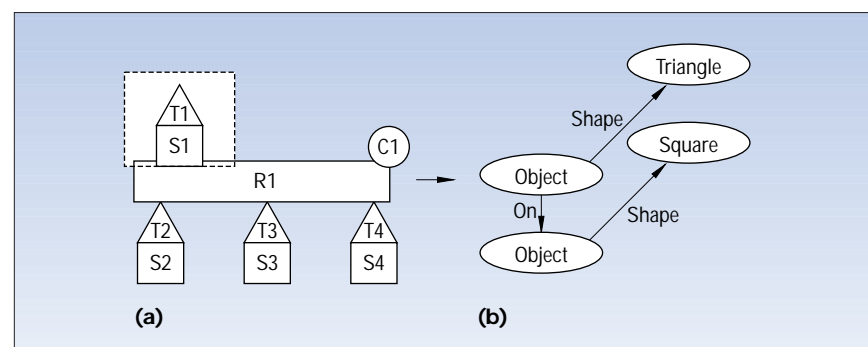 T1
S1
C1
R1
T2 T3 T4
S2 S3 S4
(a)
Triangle
Shape
Square
Object
On
Shape
Object
(b)